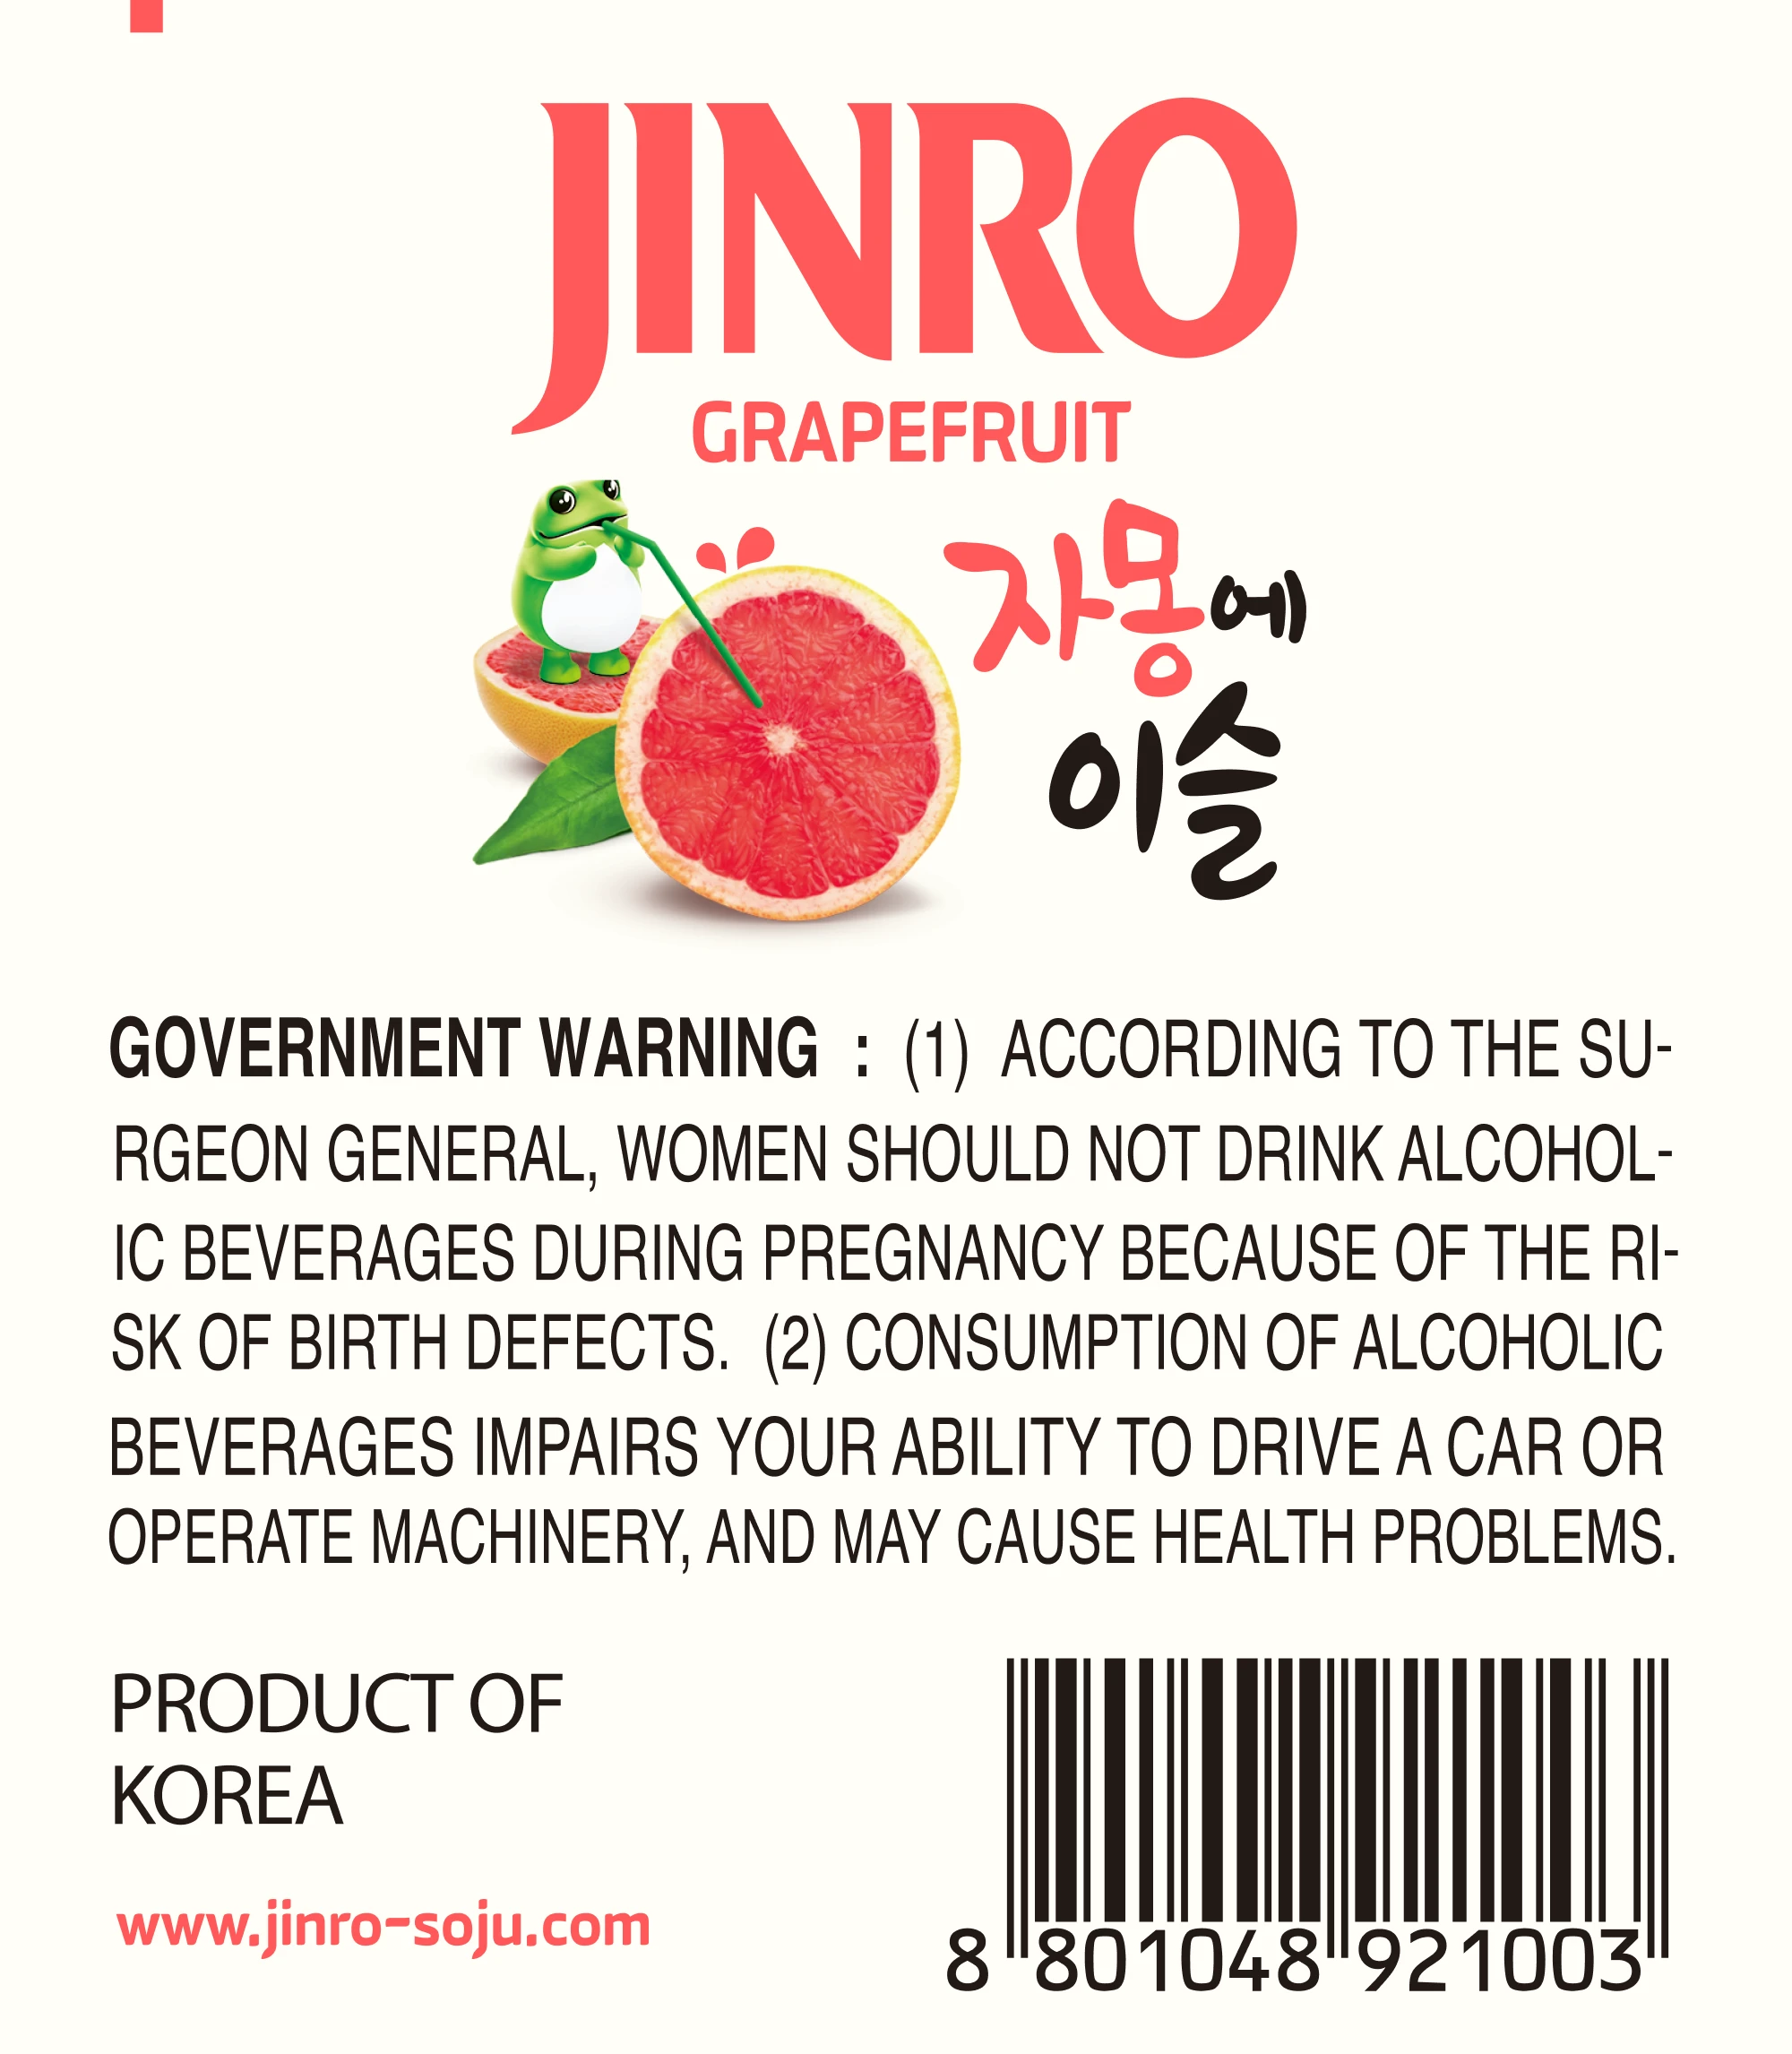 JINRO
GRAPEFRUIT
자몽에
이슬
GOVERNMENT WARNING : (1) ACCORDING TO THE SU-
RGEON GENERAL, WOMEN SHOULD NOT DRINK ALCOHOL-
IC BEVERAGES DURING PREGNANCY BECAUSE OF THE RI-
SK OF BIRTH DEFECTS. (2) CONSUMPTION OF ALCOHOLIC
BEVERAGES IMPAIRS YOUR ABILITY TO DRIVE A CAR OR
OPERATE MACHINERY, AND MAY CAUSE HEALTH PROBLEMS.
PRODUCT OF
KOREA
www.jinro-soju.com
8 801048 921003